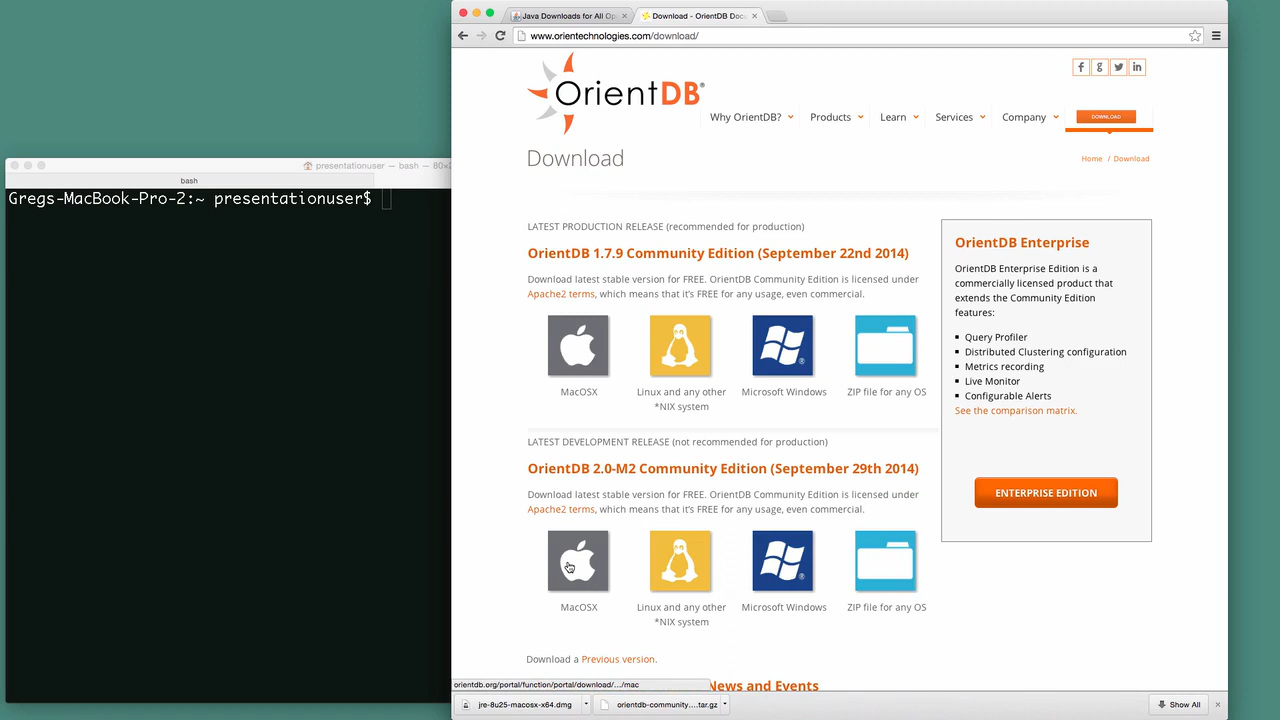 Java Downloads for All Ope
Download - OrientDB Docu
www.orientechnologies.com/download/
OrientDB®
Why OrientDB?
Products
Learn
Services
Company
DOWNLOAD
Download
Home / Download
presentationuser — bash — 80×2
bash
Gregs-MacBook-Pro-2:~ presentationuser$
LATEST PRODUCTION RELEASE (recommended for production)
OrientDB 1.7.9 Community Edition (September 22nd 2014)
Download latest stable version for FREE. OrientDB Community Edition is licensed under
Apache2 terms, which means that it's FREE for any usage, even commercial.
MacOSX
Linux and any other
*NIX system
Microsoft Windows
ZIP file for any OS
LATEST DEVELOPMENT RELEASE (not recommended for production)
OrientDB 2.0-M2 Community Edition (September 29th 2014)
Download latest stable version for FREE. OrientDB Community Edition is licensed under
Apache2 terms, which means that it's FREE for any usage, even commercial.
MacOSX
Linux and any other
*NIX system
Microsoft Windows
ZIP file for any OS
Download a Previous version.
News and Events
OrientDB Enterprise
OrientDB Enterprise Edition is a
commercially licensed product that
extends the Community Edition
features:
Query Profiler
Distributed Clustering configuration
Metrics recording
Live Monitor
Configurable Alerts
See the comparison matrix.
ENTERPRISE EDITION
orientdb.org/portal/function/portal/download/.../mac
jre-8u25-macosx-x64.dmg
orientdb-community....tar.gz
Show All